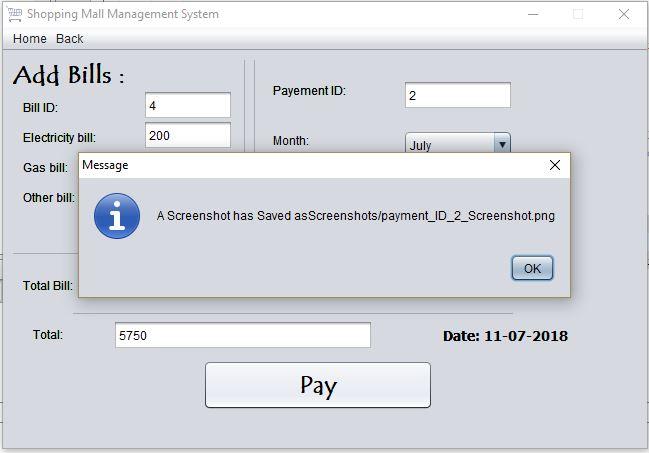 Shopping Mall Management System
Home Back
Add Bills :
Bill ID: 4
Electricity bill: 200
Gas bill:
Other bill:
Payement ID: 2
Month: July
Message
A Screenshot has Saved asScreenshots/payment_ID_2_Screenshot.png
OK
Total Bill:
Total: 5750
Date: 11-07-2018
Pay